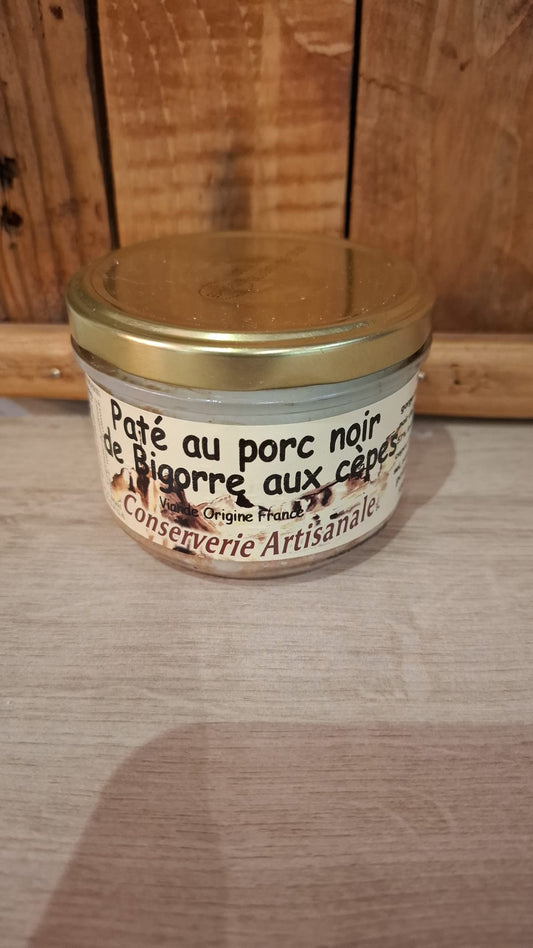 Paté au porc noir
de Bigorre aux cèpes
Viande Origine France
Conserverie Artisanale